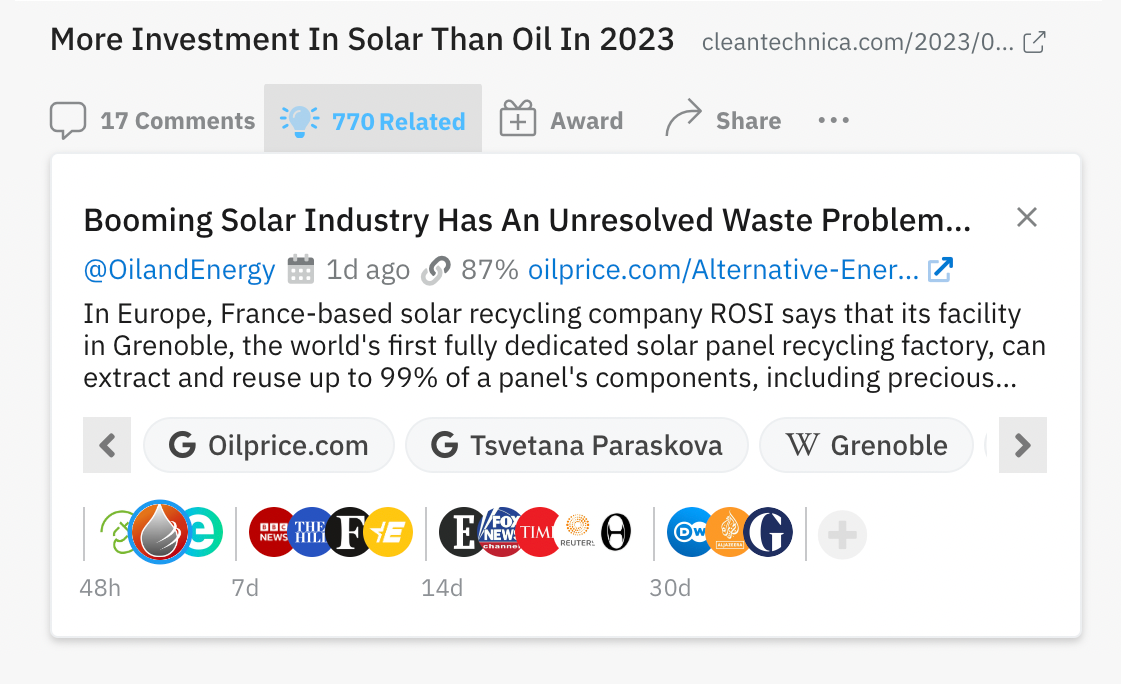 More Investment In Solar Than Oil In 2023 cleantechnica.com/2023/0...
17 Comments 770 Related Award Share ...
Booming Solar Industry Has An Unresolved Waste Problem...
@OilandEnergy 1d ago 87% oilprice.com/Alternative-Ener...
In Europe, France-based solar recycling company ROSI says that its facility
in Grenoble, the world's first fully dedicated solar panel recycling factory, can
extract and reuse up to 99% of a panel's components, including precious...
G Oilprice.com G Tsvetana Paraskova W Grenoble
e BBC NEWS THE HILL F E E FOX NEWS channel TIM REUTERS H DW ALJAZEERA G
48h 7d 14d 30d